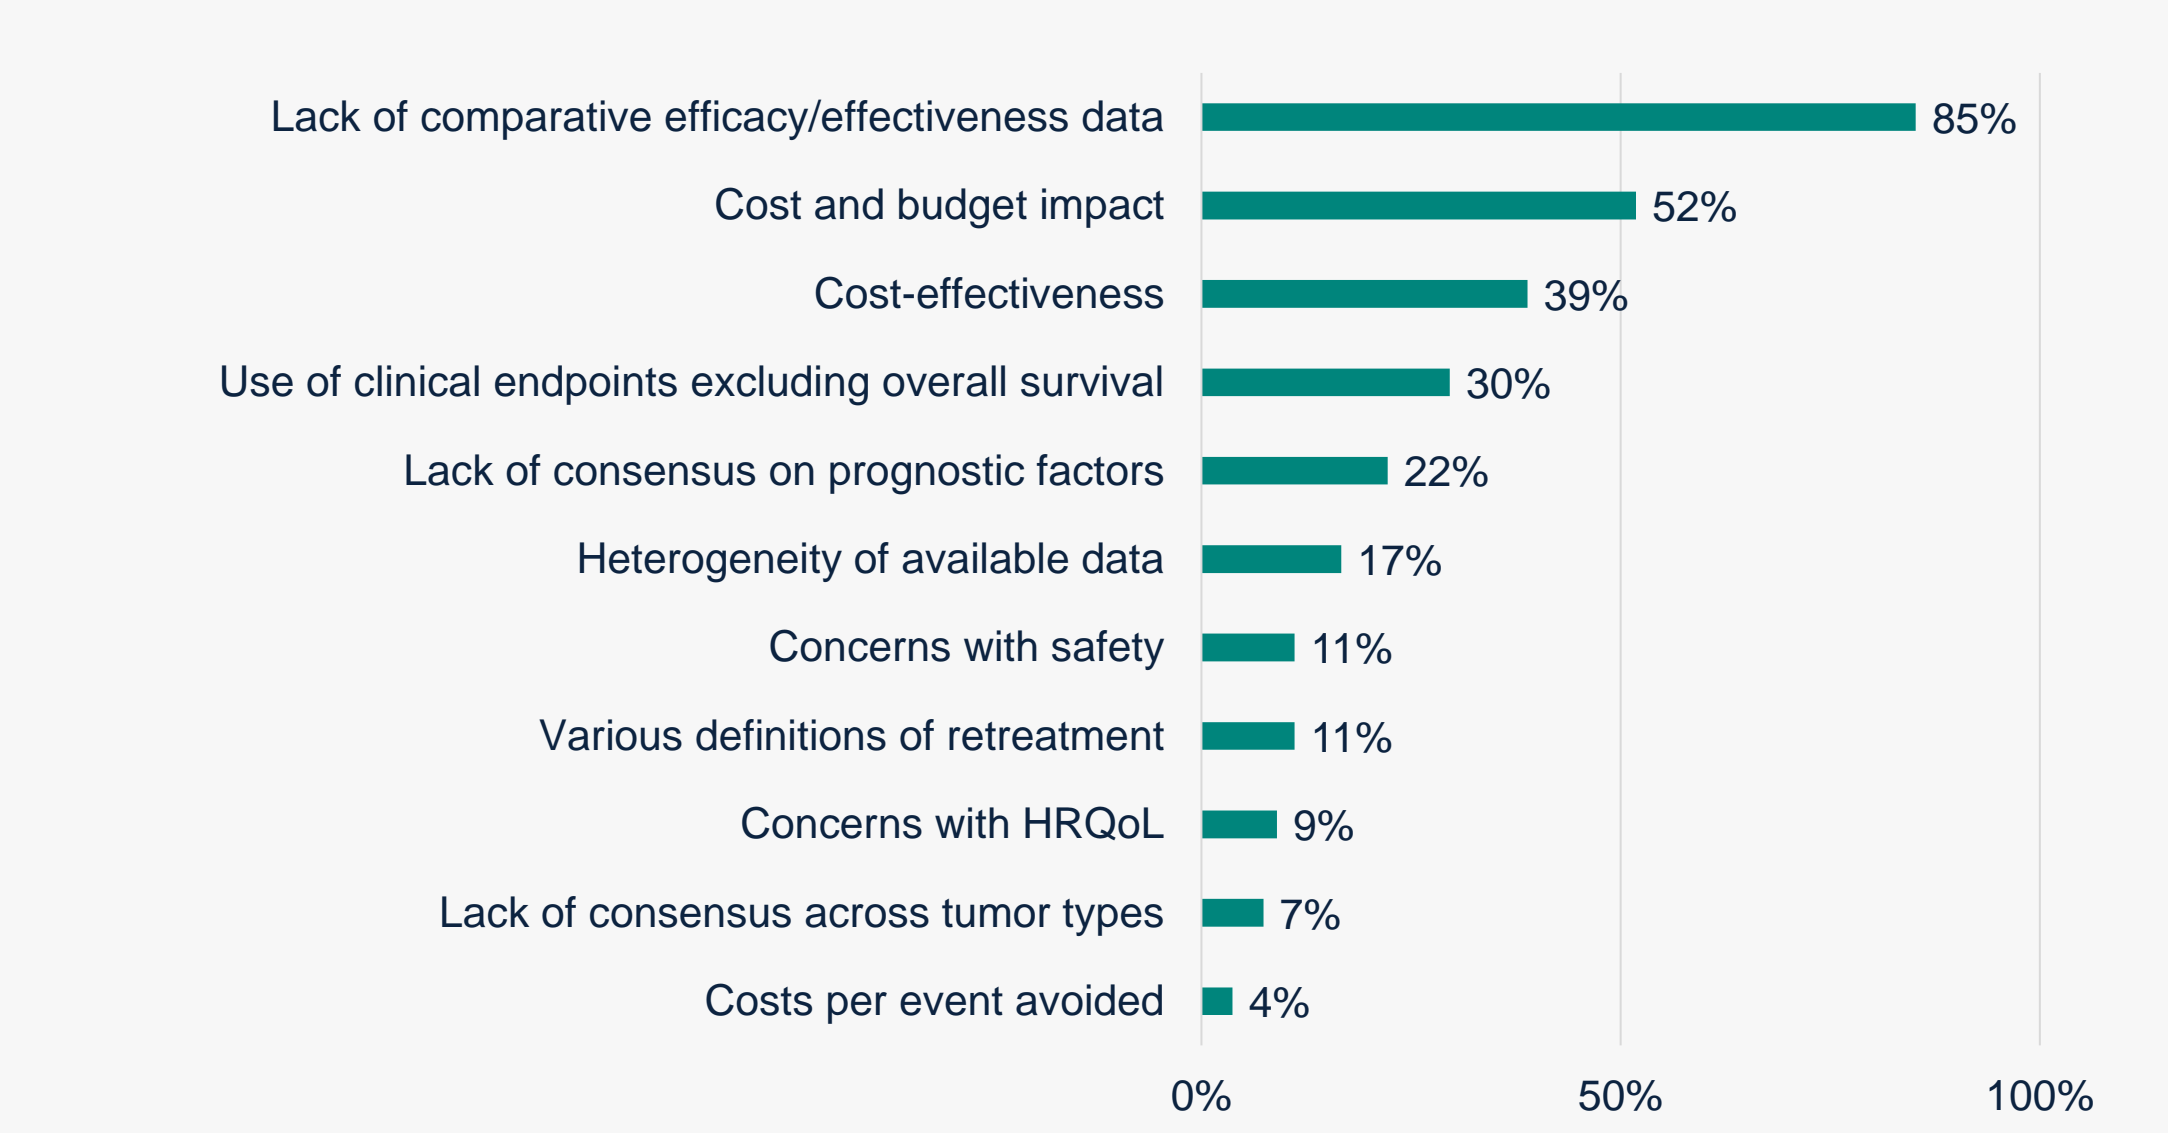 Lack of comparative efficacy/effectiveness data 85%
Cost and budget impact 52%
Cost-effectiveness 39%
Use of clinical endpoints excluding overall survival 30%
Lack of consensus on prognostic factors 22%
Heterogeneity of available data 17%
Concerns with safety 11%
Various definitions of retreatment 11%
Concerns with HRQoL 9%
Lack of consensus across tumor types 7%
Costs per event avoided 4%
0% 50% 100%